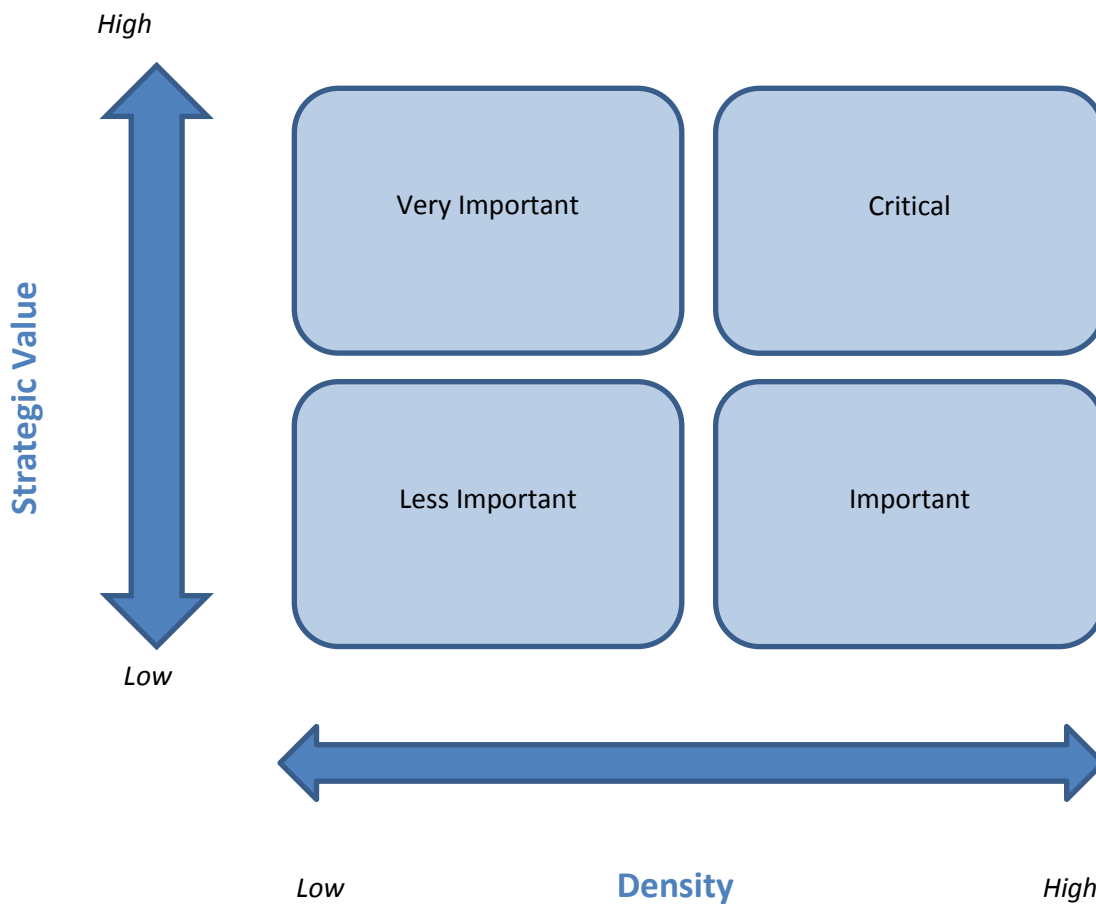 High
Very Important
Critical
Strategic Value
Less Important
Important
Low
Low
Density
High